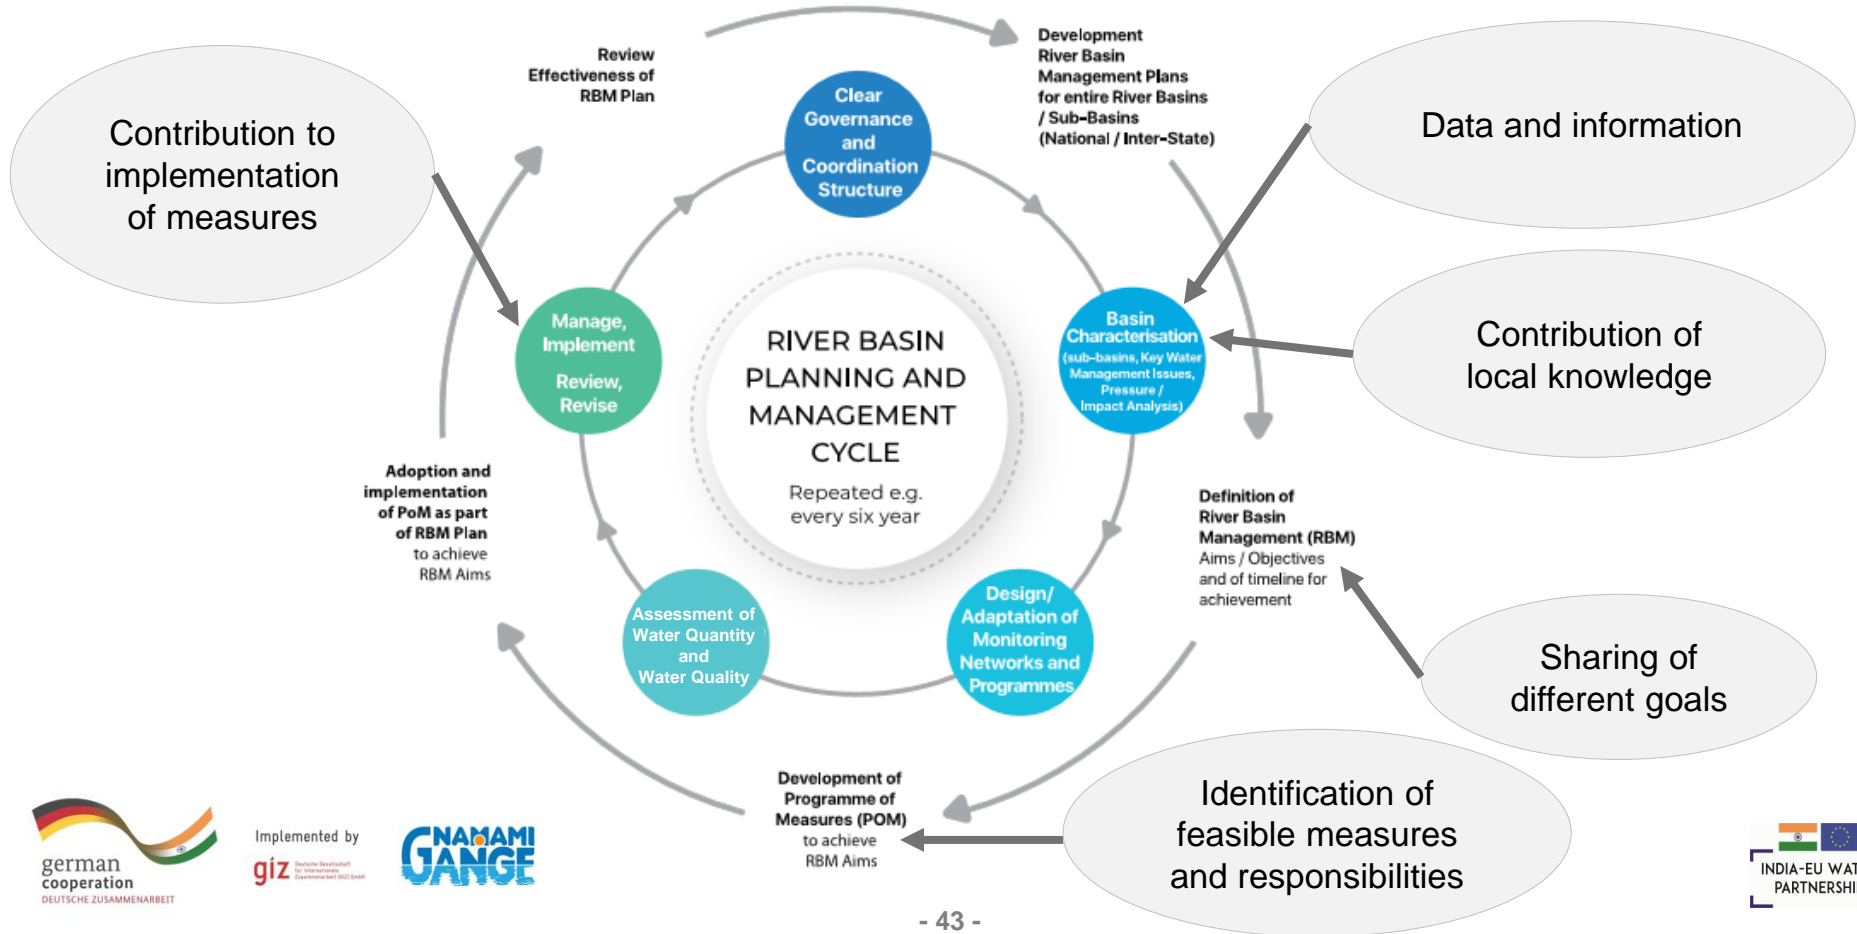 Review
Effectiveness of
RBM Plan
Development
River Basin
Management Plans
for entire River Basins
/ Sub-Basins
(National / Inter-State)
Contribution to
implementation
of measures
Clear
Governance
and
Coordination
Structure
Data and information
Manage,
Implement
Review,
Revise
RIVER BASIN
PLANNING AND
MANAGEMENT
CYCLE
Repeated e.g.
every six year
Basin
Characterisation
(sub-basins, Key Water
Management Issues,
Pressure /
Impact Analysis)
Contribution of
local knowledge
Adoption and
implementation
of PoM as part
of RBM Plan
to achieve
RBM Aims
Definition of
River Basin
Management (RBM)
Aims / Objectives
and of timeline for
achievement
Assessment of
Water Quantity
and
Water Quality
Design/
Adaptation of
Monitoring
Networks and
Programmes
Sharing of
different goals
Development of
Programme of
Measures (POM)
to achieve
RBM Aims
Identification of
feasible measures
and responsibilities
german
cooperation
DEUTSCHE ZUSAMMENARBEIT
Implemented by
giz Deutsche Gesellschaft
für Internationale
Zusammenarbeit (GIZ) GmbH
NAMAMI
GANGE
INDIA-EU WAT
PARTNERSHI
- 43 -